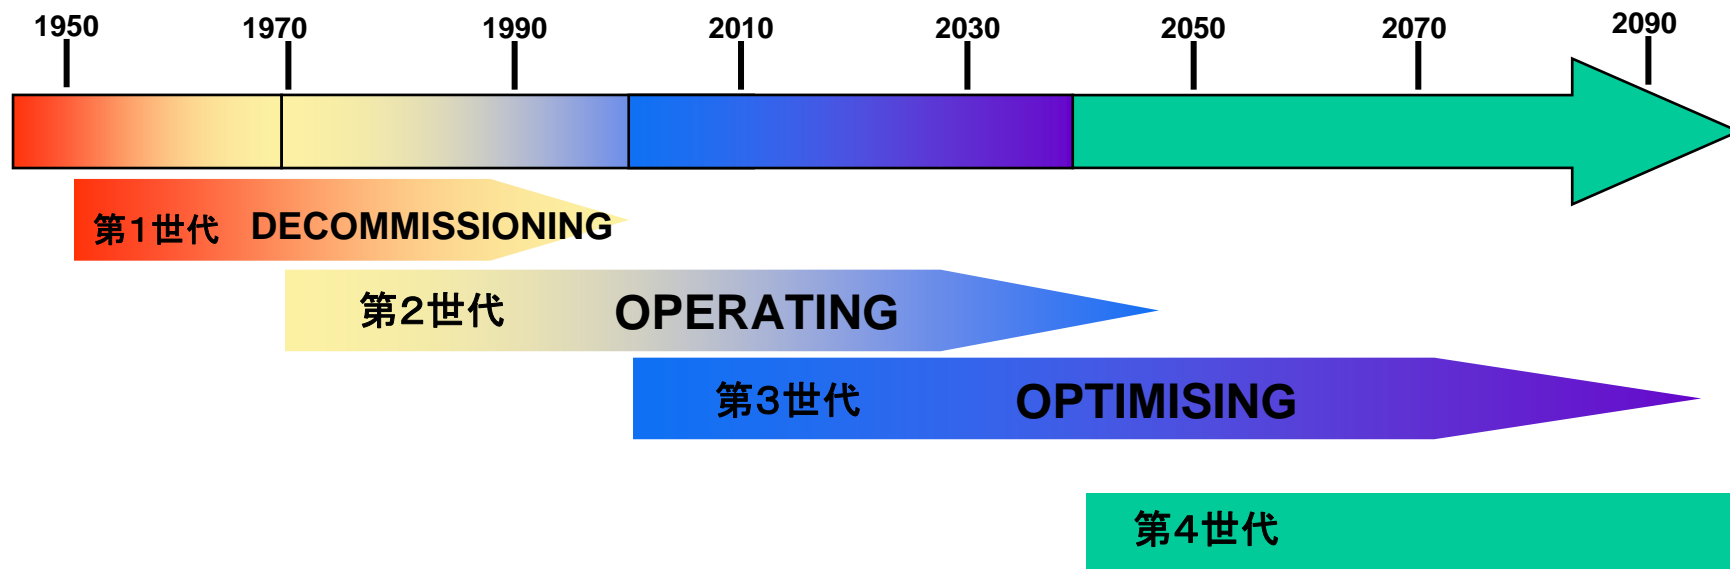 1950 1970 1990 2010 2030 2050 2070 2090
第1世代 DECOMMISSIONING
第2世代 OPERATING
第3世代 OPTIMISING
第4世代